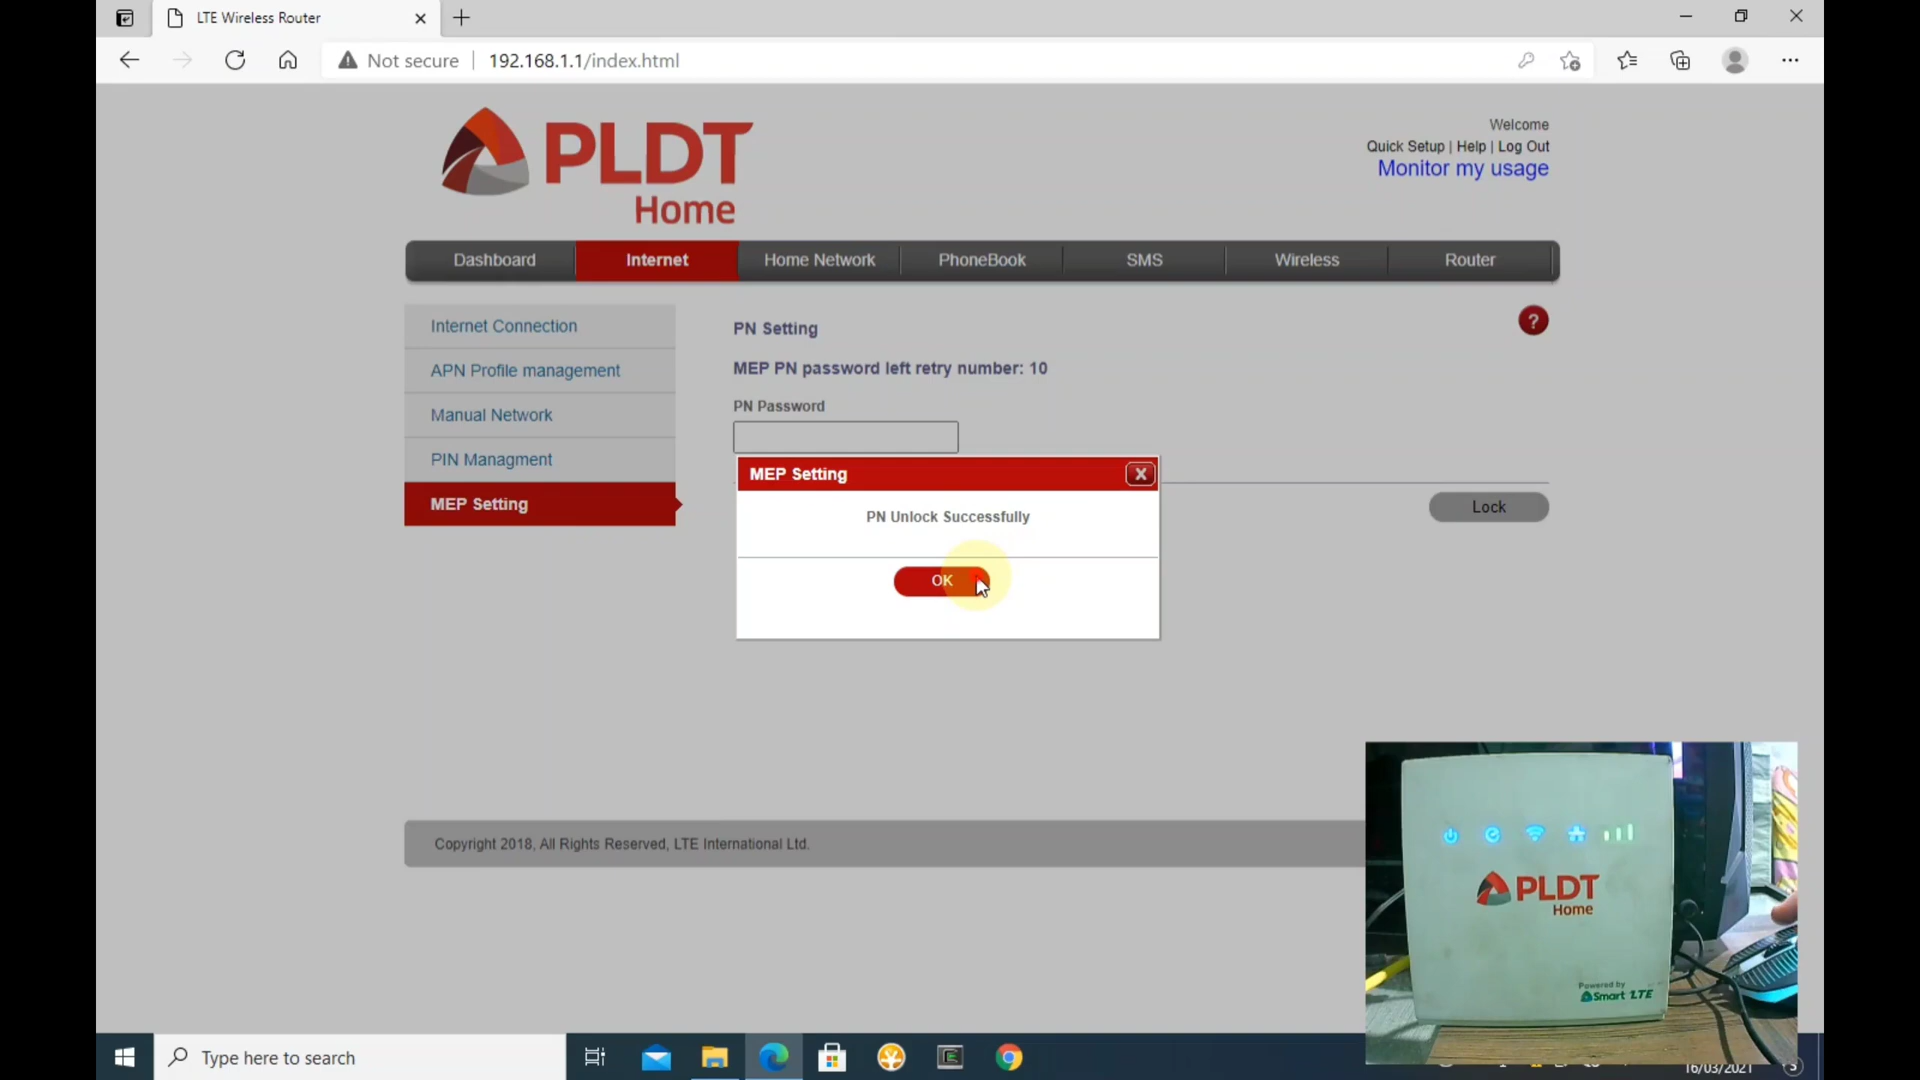 LTE Wireless Router
Not secure
192.168.1.1/index.html
PLDT
Home
Welcome
Quick Setup | Help | Log Out
Monitor my usage
Dashboard
Internet
Home Network
PhoneBook
SMS
Wireless
Router
Internet Connection
APN Profile management
Manual Network
PIN Managment
MEP Setting
PN Setting
?
MEP PN password left retry number: 10
PN Password
MEP Setting
X
PN Unlock Successfully
OK
Lock
Copyright 2018, All Rights Reserved, LTE International Ltd.
PLDT
Home
Powered by
Smart LTE
Type here to search
16/03/2021
3